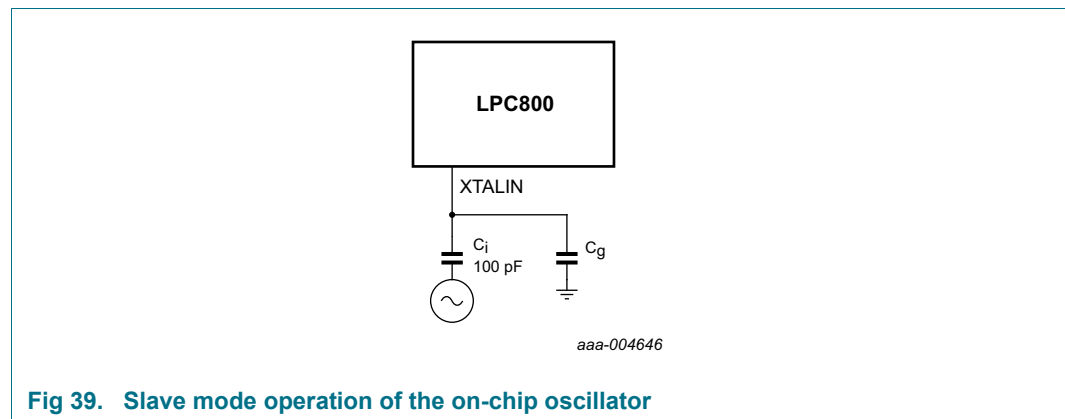 LPC800
XTALIN
Ci
100 pF
Cg
aaa-004646
Fig 39. Slave mode operation of the on-chip oscillator